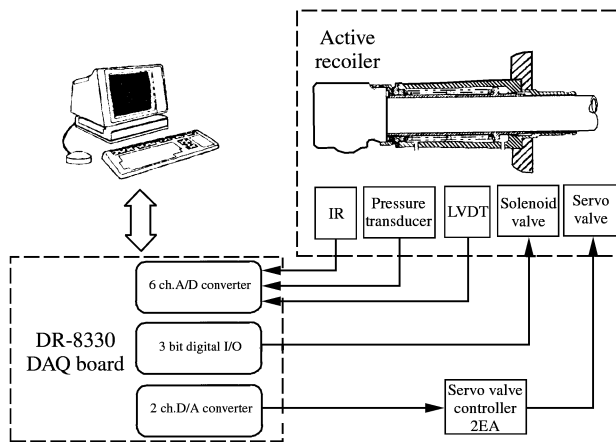 Active
recoiler
IR
Pressure
transducer
LVDT
Solenoid
valve
Servo
valve
DR-8330
DAQ board
6 ch.A/D converter
3 bit digital I/O
2 ch.D/A converter
Servo valve
controller
2EA